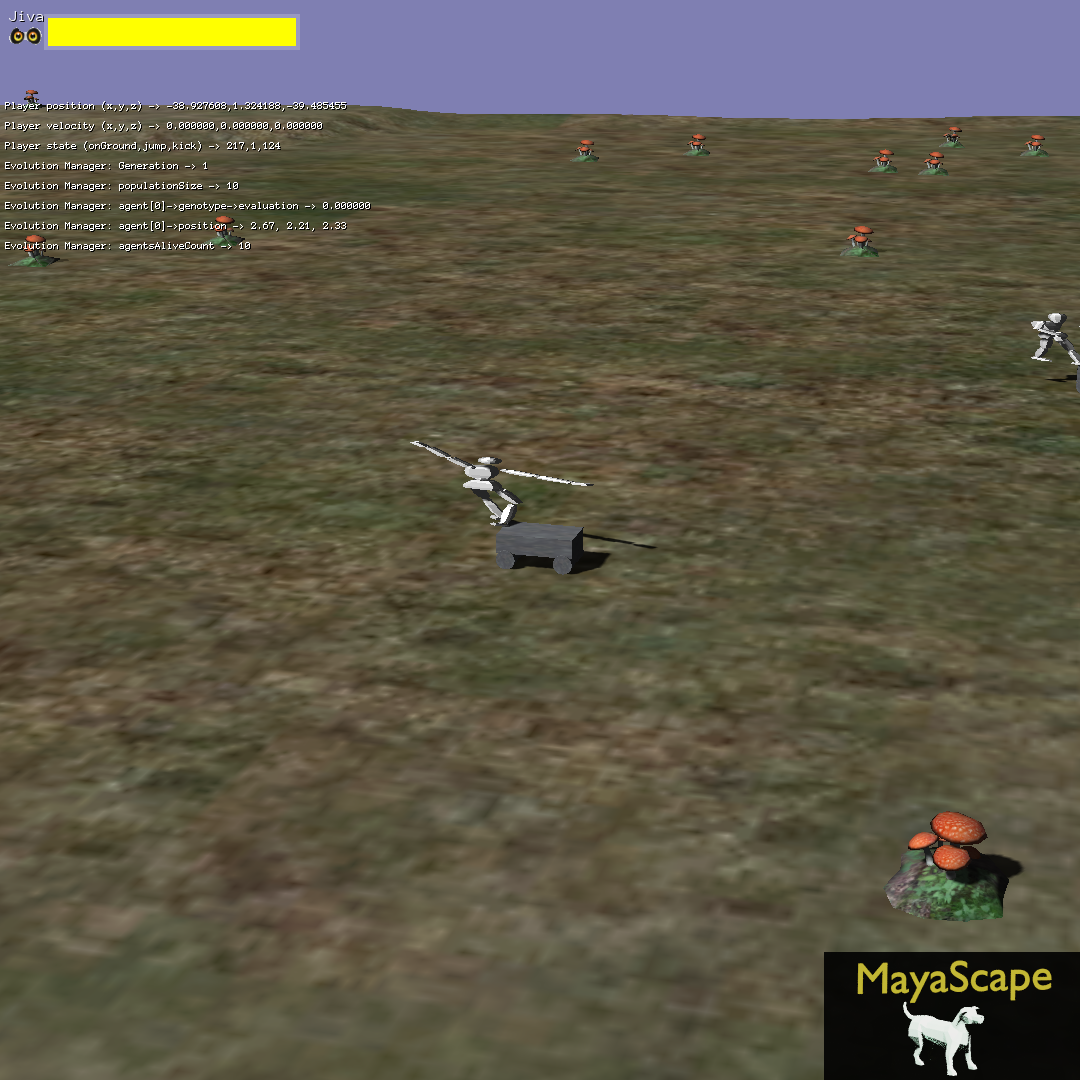 Jiva
Player position (x,y,z) -> -38.927608,1.324188,-39.485455
Player velocity (x,y,z) -> 0.000000,0.000000,0.000000
Player state (onGround,jump,kick) -> 217,1,124
Evolution Manager: Generation -> 1
Evolution Manager: populationSize -> 10
Evolution Manager: agent[0]->genotype->evaluation -> 0.000000
Evolution Manager: agent[0]->position -> 2.67, 2.21, 2.33
Evolution Manager: agentsAliveCount -> 10
MayaScape